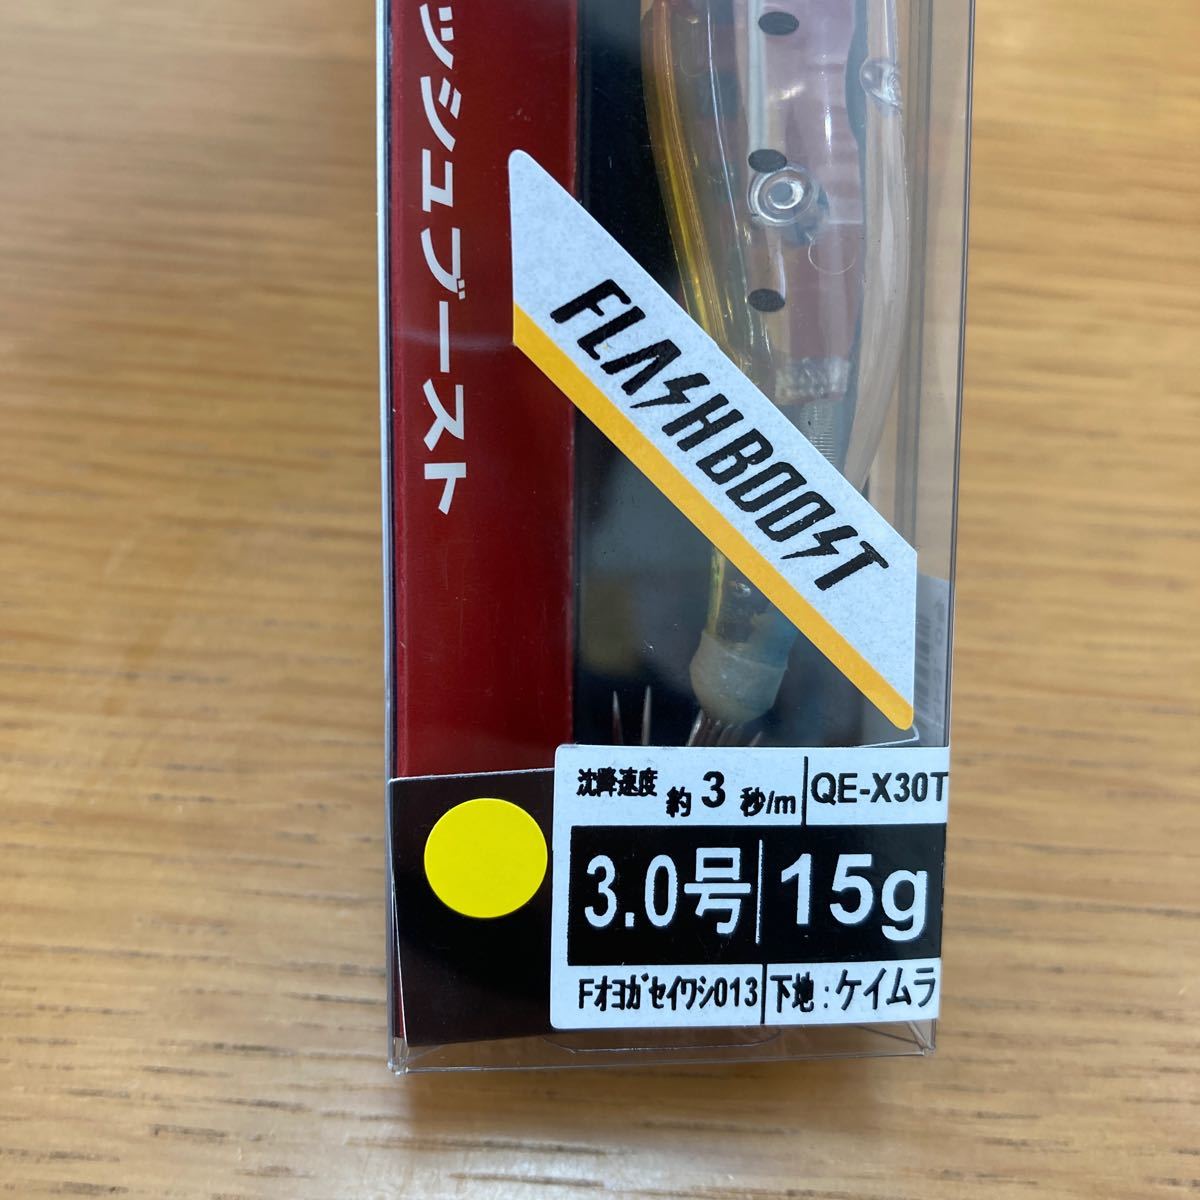 ッシュブースト
FLASHBOOST
沈降速度 約3秒/m
QE-X30T
3.0号
15g
FオヨガセイワシO13
下地:ケイムラ